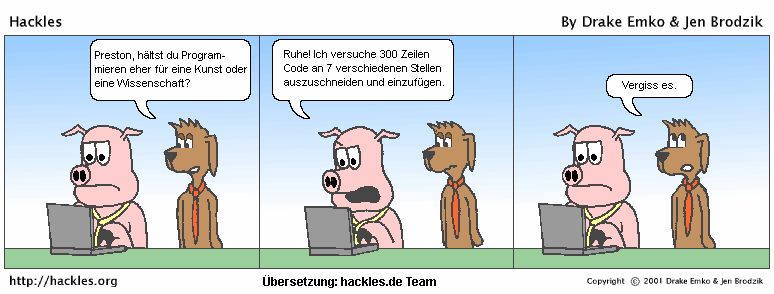 Hackles
By Drake Emko & Jen Brodzik
Preston, hältst du Program-
mieren eher für eine Kunst oder
eine Wissenschaft?
Ruhe! Ich versuche 300 Zeilen
Code an 7 verschiedenen Stellen
auszuschneiden und einzufügen.
Vergiss es.
http://hackles.org
Übersetzung: hackles.de Team
Copyright © 2001 Drake Emko & Jen Brodzik